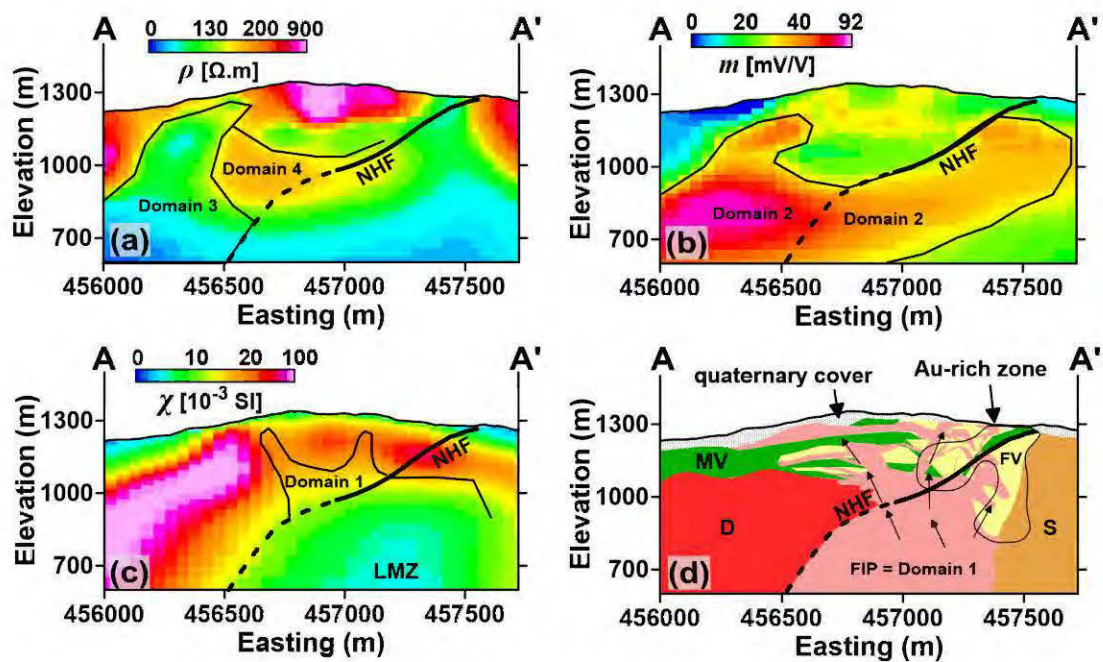 A A'
0 130 200 900
ρ [Ω.m]
Elevation (m)
1300
1000
700
Domain 4
Domain 3
NHF
(a)
456000 456500 457000 457500
Easting (m)
A A'
0 20 40 92
m [mV/V]
Elevation (m)
1300
1000
700
NHF
Domain 2 Domain 2
(b)
456000 456500 457000 457500
Easting (m)
A A'
0 10 20 100
χ [10⁻³ SI]
Elevation (m)
1300
1000
700
NHF
Domain 1
LMZ
(c)
456000 456500 457000 457500
Easting (m)
A A'
quaternary cover
Au-rich zone
Elevation (m)
1300
1000
700
MV
FV
NHF
D
S
FIP = Domain 1
(d)
456000 456500 457000 457500
Easting (m)